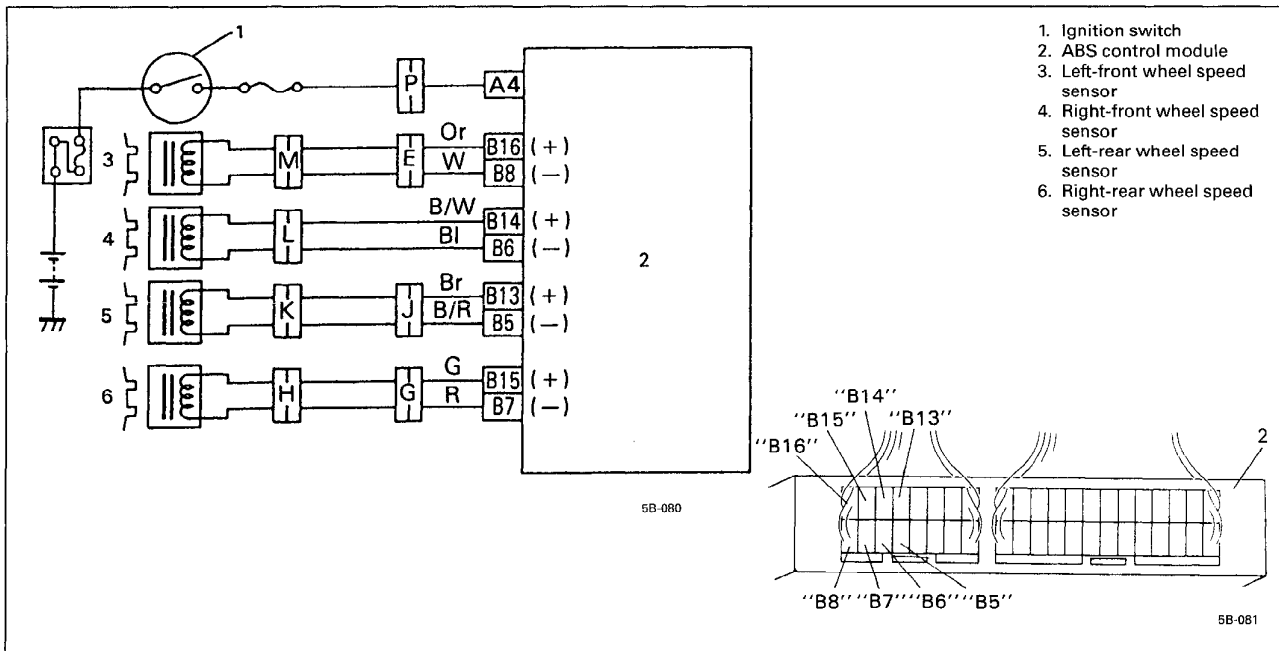 1
P
A4
3
M
E
Or
W
B16
(+)
B8
(−)
4
L
B/W
Bl
B14
(+)
B6
(−)
2
5
K
J
Br
B/R
B13
(+)
B5
(−)
6
H
G
G
R
B15
(+)
B7
(−)
5B-080
1. Ignition switch
2. ABS control module
3. Left-front wheel speed
sensor
4. Right-front wheel speed
sensor
5. Left-rear wheel speed
sensor
6. Right-rear wheel speed
sensor
"B14"
"B15" "B13"
"B16"
2
"B8" "B7" "B6" "B5"
5B-081